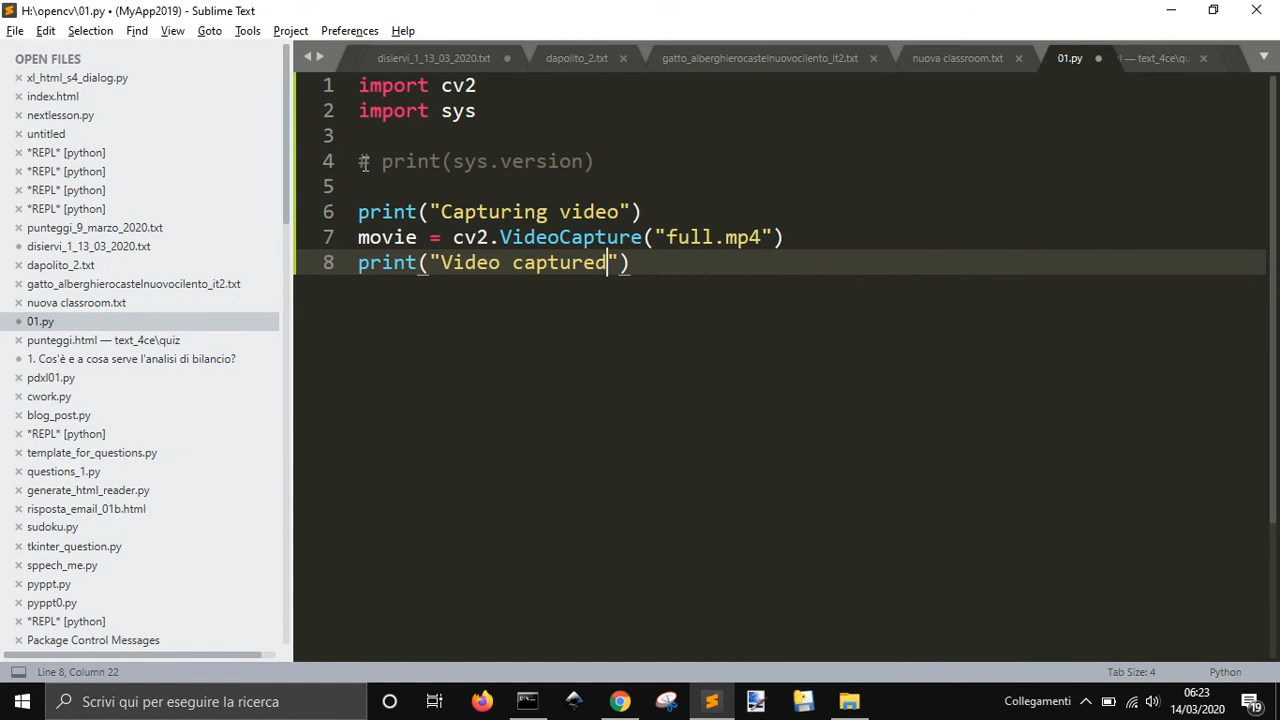 H:\opencv\01.py • (MyApp2019) - Sublime Text
File Edit Selection Find View Goto Tools Project Preferences Help
OPEN FILES
xl_html_s4_dialog.py
index.html
nextlesson.py
untitled
*REPL* [python]
*REPL* [python]
*REPL* [python]
*REPL* [python]
punteggi_9_marzo_2020.txt
disiervi_1_13_03_2020.txt
dapolito_2.txt
gatto_alberghierocastelnuovocilento_it2.txt
nuova classroom.txt
01.py
punteggi.html — text_4ce\quiz
1. Cos'è e a cosa serve l'analisi di bilancio?
pdxl01.py
cwork.py
blog_post.py
*REPL* [python]
template_for_questions.py
questions_1.py
generate_html_reader.py
risposta_email_01b.html
sudoku.py
tkinter_question.py
sppech_me.py
pyppt.py
pyppt0.py
*REPL* [python]
Package Control Messages
disiervi_1_13_03_2020.txt dapolito_2.txt gatto_alberghierocastelnuovocilento_it2.txt nuova classroom.txt 01.py l — text_4ce\qu
1 import cv2
2 import sys
3
4 # print(sys.version)
5
6 print("Capturing video")
7 movie = cv2.VideoCapture("full.mp4")
8 print("Video captured")
Line 8, Column 22 Tab Size: 4 Python
Scrivi qui per eseguire la ricerca Collegamenti 06:23
14/03/2020 19